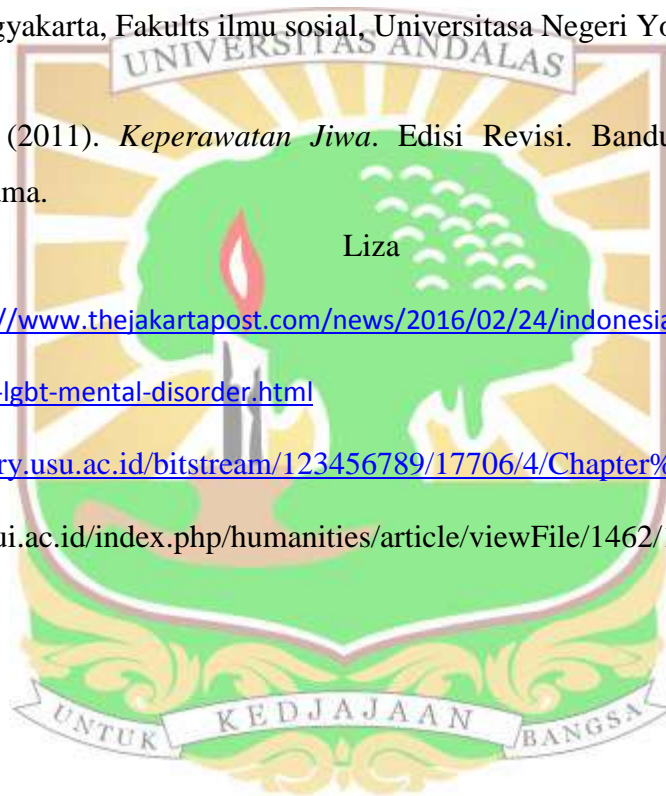 gyakarta, Fakults ilmu sosial, Universitasa Negeri Yo
UNIVERSITAS ANDALAS
(2011). Keperawatan Jiwa. Edisi Revisi. Bandu
ama.
Liza
//www.thejakartapost.com/news/2016/02/24/indonesia
-lgbt-mental-disorder.html
ry.usu.ac.id/bitstream/123456789/17706/4/Chapter%
ui.ac.id/index.php/humanities/article/viewFile/1462/
UNTUK KEDJAJAAN BANGSA